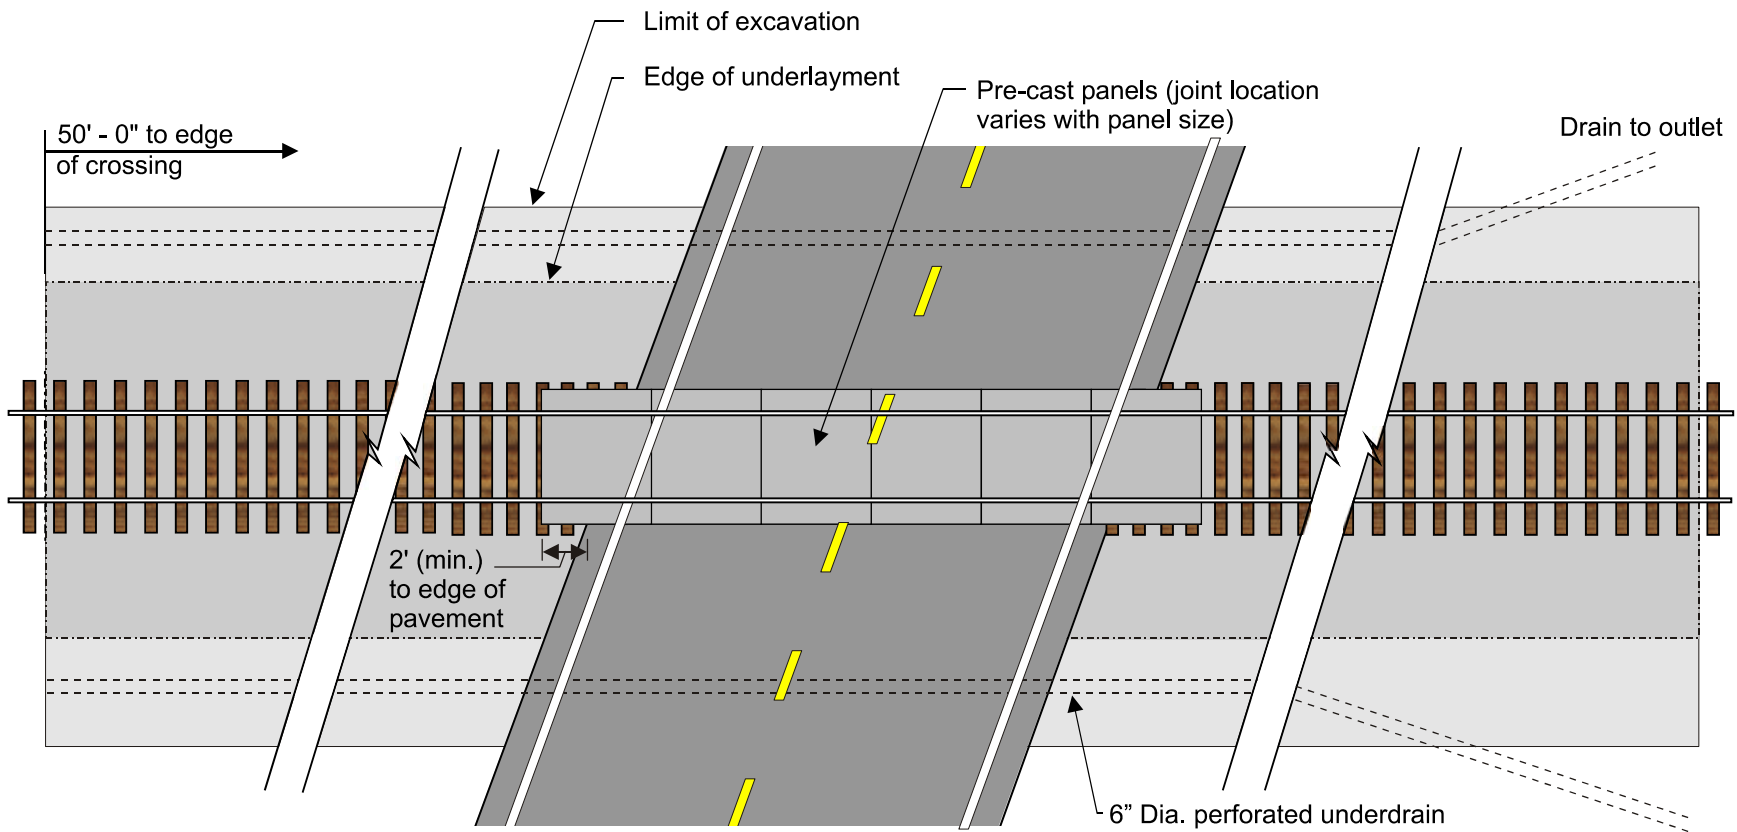 Limit of excavation
Edge of underlayment
Pre-cast panels (joint location
varies with panel size)
Drain to outlet
50' - 0" to edge
of crossing
2' (min.)
to edge of
pavement
6” Dia. perforated underdrain